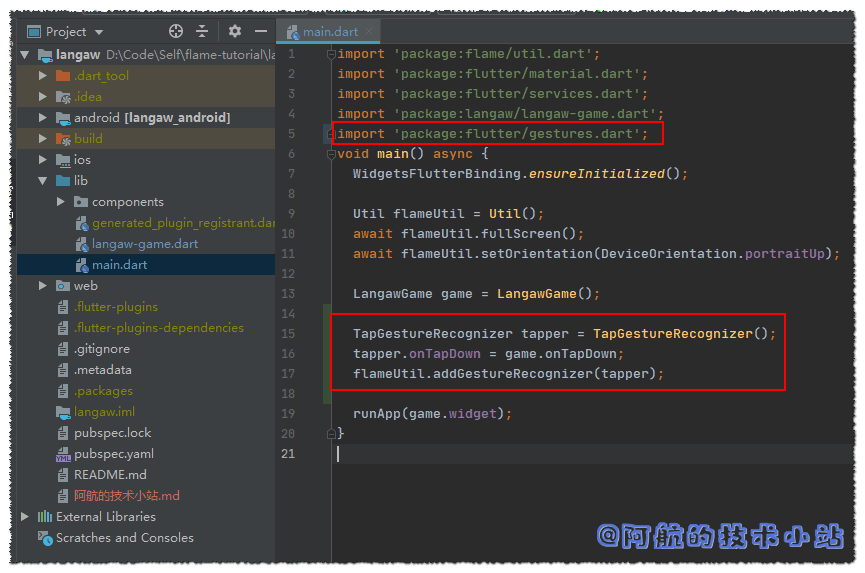 Project
main.dart
langaw D:\Code\Self\flame-tutorial\la
.dart_tool
.idea
android [langaw_android]
build
ios
lib
components
generated_plugin_registrant.dar
langaw-game.dart
main.dart
web
.flutter-plugins
.flutter-plugins-dependencies
.gitignore
.metadata
.packages
langaw.iml
pubspec.lock
pubspec.yaml
README.md
阿航的技术小站.md
External Libraries
Scratches and Consoles
1 import 'package:flame/util.dart';
2 import 'package:flutter/material.dart';
3 import 'package:flutter/services.dart';
4 import 'package:langaw/langaw-game.dart';
5 import 'package:flutter/gestures.dart';
6 void main() async {
7 WidgetsFlutterBinding.ensureInitialized();
8
9 Util flameUtil = Util();
10 await flameUtil.fullScreen();
11 await flameUtil.setOrientation(DeviceOrientation.portraitUp);
12
13 LangawGame game = LangawGame();
14
15 TapGestureRecognizer tapper = TapGestureRecognizer();
16 tapper.onTapDown = game.onTapDown;
17 flameUtil.addGestureRecognizer(tapper);
18
19 runApp(game.widget);
20 }
21
@阿航的技术小站